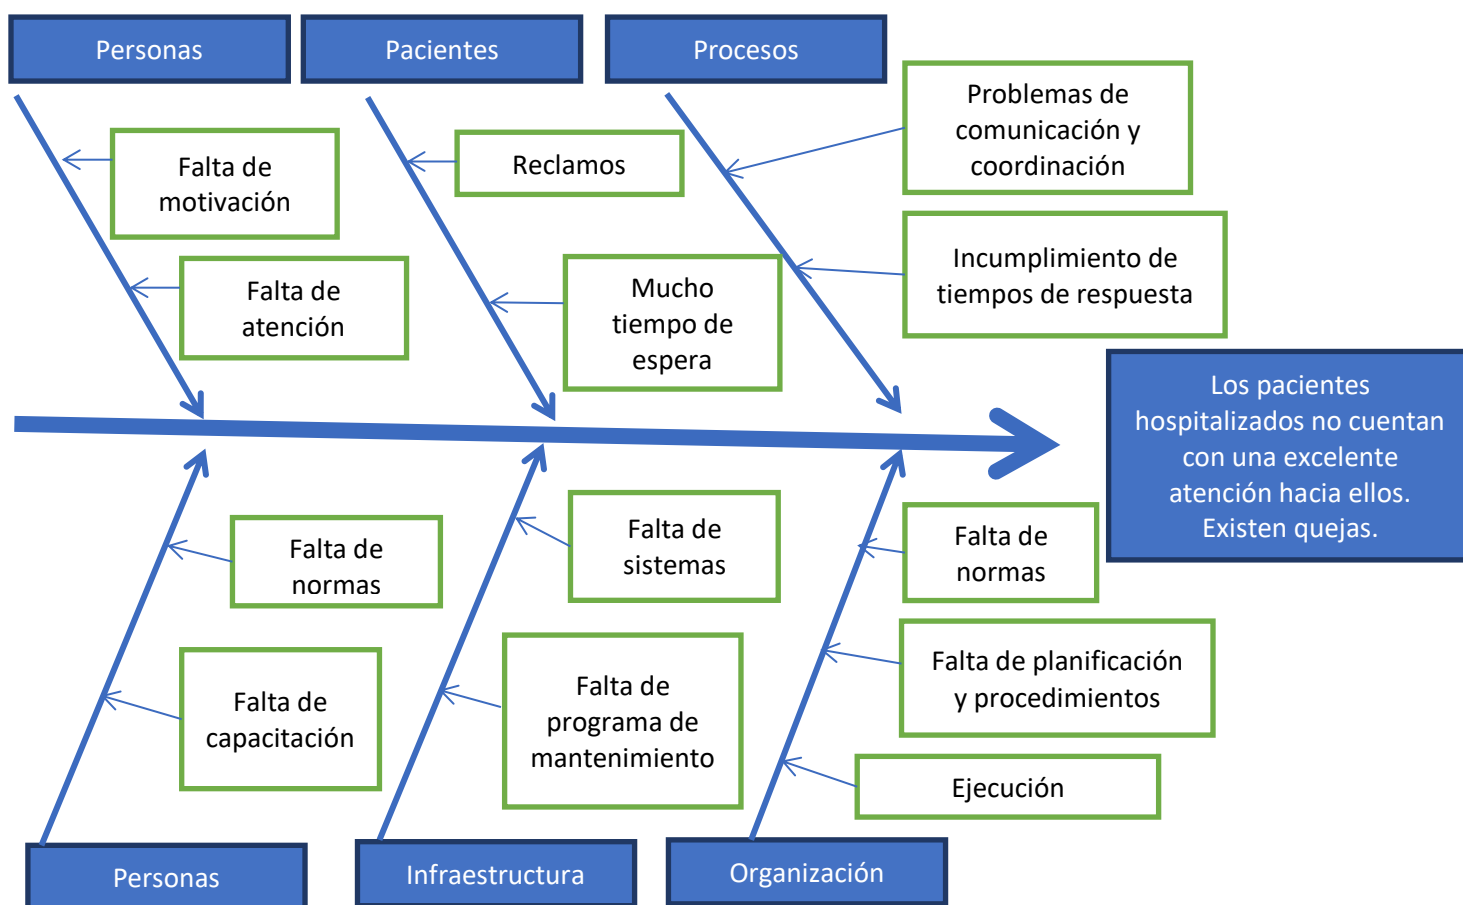 Personas
Pacientes
Procesos
Falta de
motivación
Falta de
atención
Reclamos
Mucho
tiempo de
espera
Problemas de
comunicación y
coordinación
Incumplimiento de
tiempos de respuesta
Los pacientes
hospitalizados no cuentan
con una excelente
atención hacia ellos.
Existen quejas.
Falta de
normas
Falta de
capacitación
Falta de
sistemas
Falta de
programa de
mantenimiento
Falta de
normas
Falta de planificación
y procedimientos
Ejecución
Personas
Infraestructura
Organización